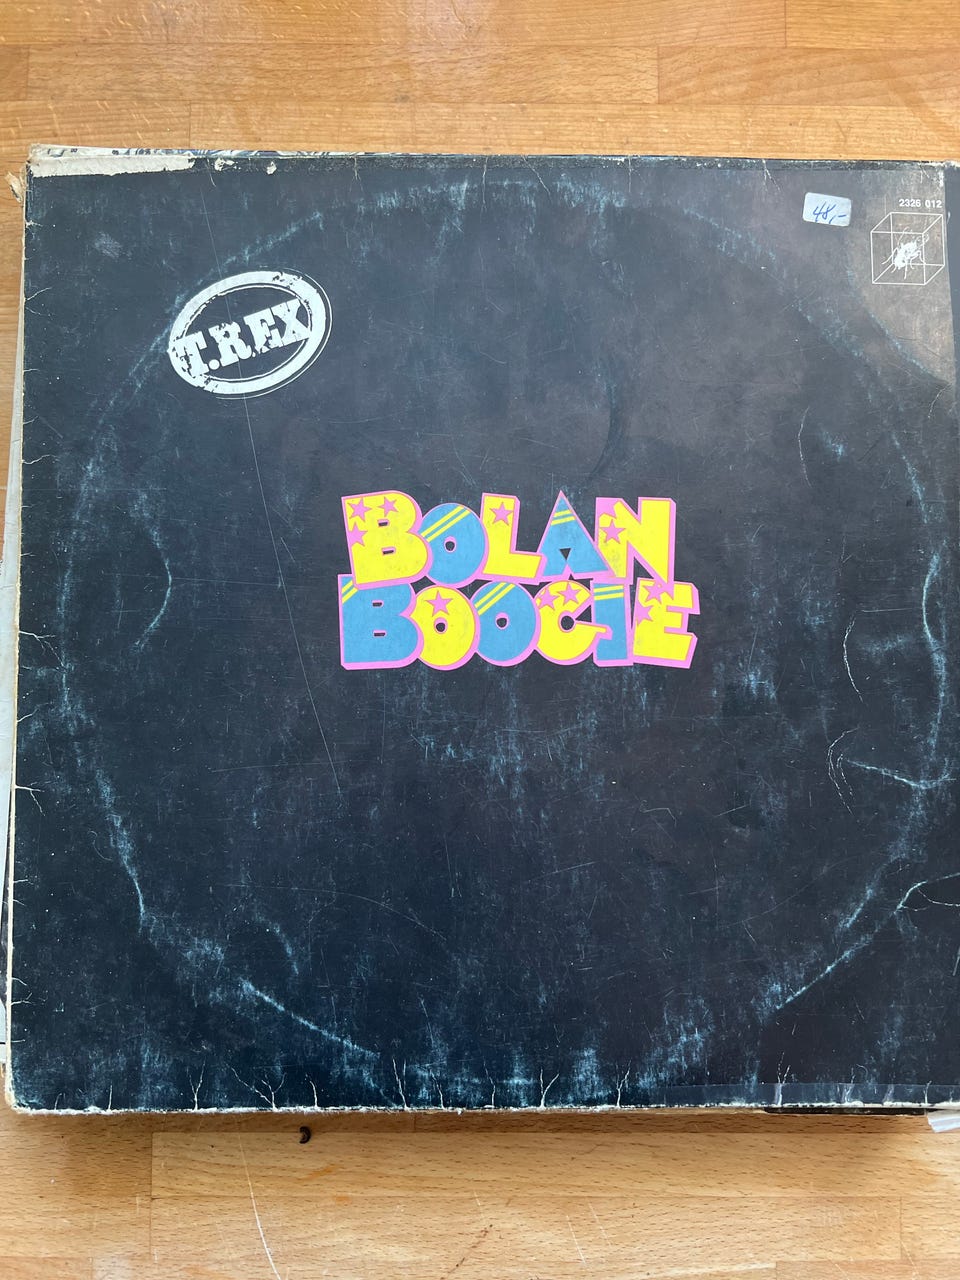 48,-
2326 012
T.REX
BOLAN
BOOGIE